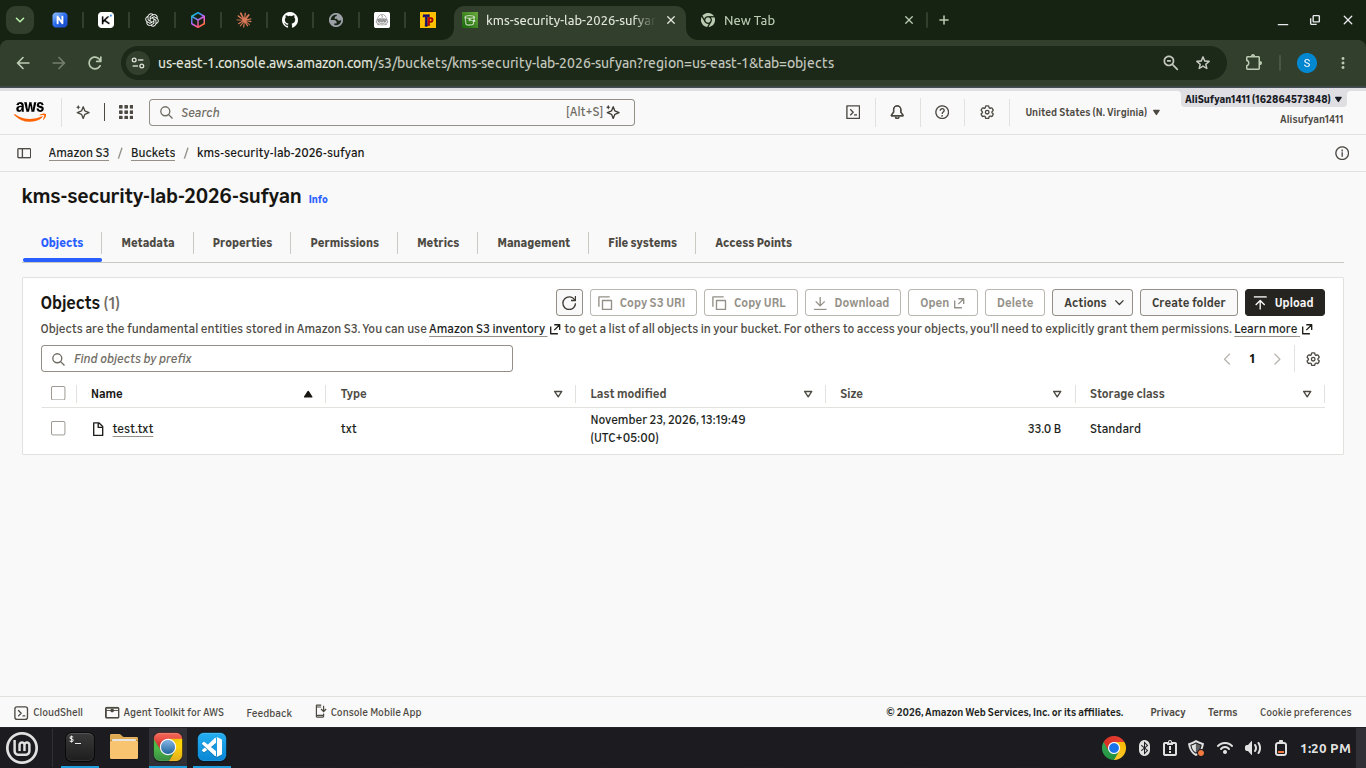 kms-security-lab-2026-sufyan
New Tab
us-east-1.console.aws.amazon.com/s3/buckets/kms-security-lab-2026-sufyan?region=us-east-1&tab=objects
S
aws
Search
[Alt+S]
United States (N. Virginia)
AliSufyan1411 (162864573848)
Alisufyan1411
Amazon S3 / Buckets / kms-security-lab-2026-sufyan
kms-security-lab-2026-sufyan Info
Objects Metadata Properties Permissions Metrics Management File systems Access Points
Objects (1)
Copy S3 URI Copy URL Download Open Delete Actions Create folder Upload
Objects are the fundamental entities stored in Amazon S3. You can use Amazon S3 inventory to get a list of all objects in your bucket. For others to access your objects, you'll need to explicitly grant them permissions. Learn more
Find objects by prefix
1
Name Type Last modified Size Storage class
test.txt txt November 23, 2026, 13:19:49 (UTC+05:00) 33.0 B Standard
CloudShell Agent Toolkit for AWS Feedback Console Mobile App © 2026, Amazon Web Services, Inc. or its affiliates. Privacy Terms Cookie preferences
1:20 PM